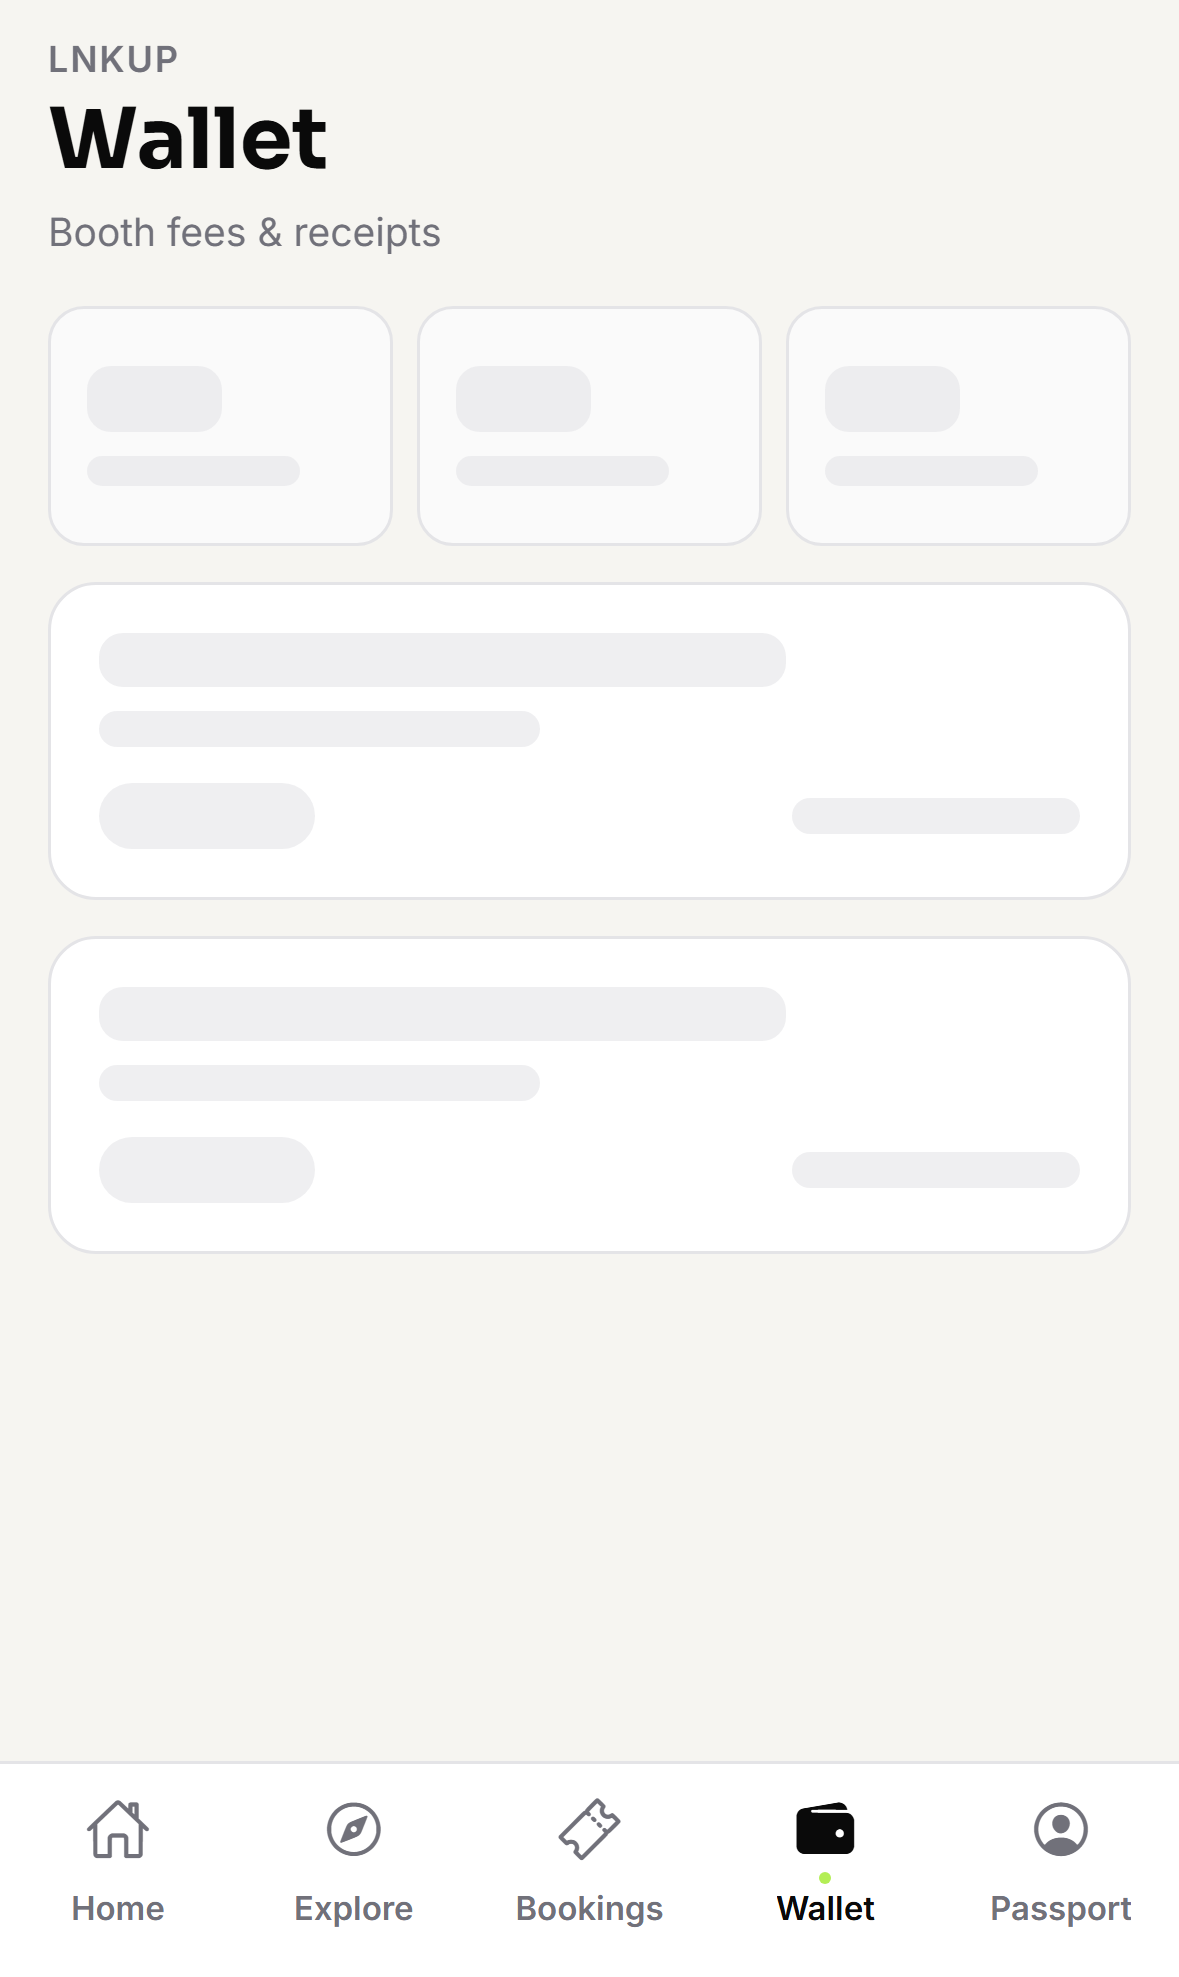 LNKUP
Wallet
Booth fees & receipts
Home
Explore
Bookings
Wallet
Passport